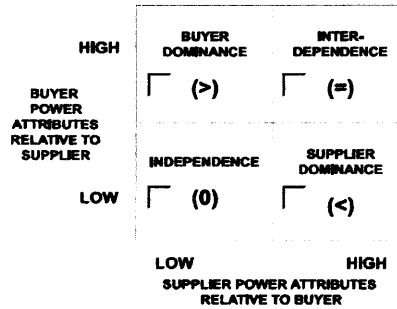 HIGH
BUYER
DOMINANCE
(>)
INTER-
DEPENDENCE
(=)
BUYER
POWER
ATTRIBUTES
RELATIVE TO
SUPPLIER
INDEPENDENCE
(0)
SUPPLIER
DOMINANCE
(<)
LOW
LOW
HIGH
SUPPLIER POWER ATTRIBUTES
RELATIVE TO BUYER